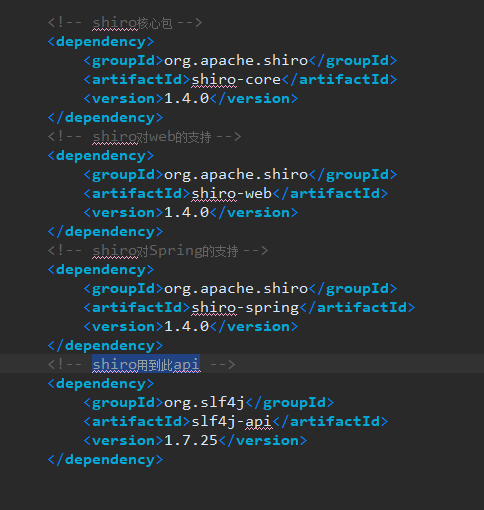 <!-- shiro核心包 -->
<dependency>
<groupId>org.apache.shiro</groupId>
<artifactId>shiro-core</artifactId>
<version>1.4.0</version>
</dependency>
<!-- shiro对web的支持 -->
<dependency>
<groupId>org.apache.shiro</groupId>
<artifactId>shiro-web</artifactId>
<version>1.4.0</version>
</dependency>
<!-- shiro对Spring的支持 -->
<dependency>
<groupId>org.apache.shiro</groupId>
<artifactId>shiro-spring</artifactId>
<version>1.4.0</version>
</dependency>
<!-- shiro用到此api -->
<dependency>
<groupId>org.slf4j</groupId>
<artifactId>slf4j-api</artifactId>
<version>1.7.25</version>
</dependency>